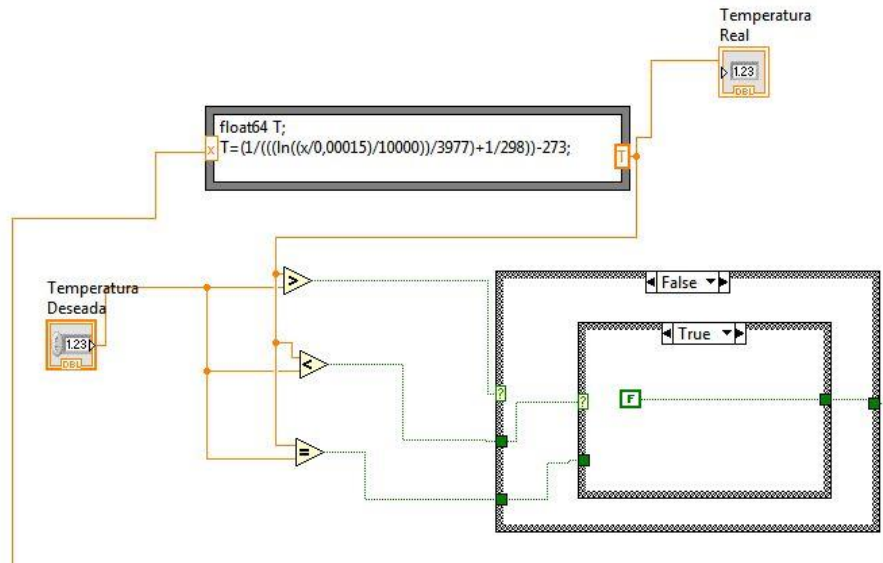 Temperatura
Real
1.23
DBL
float64 T;
x
T=(1/(((ln((x/0,00015)/10000))/3977)+1/298))-273;
T
Temperatura
Deseada
1.23
DBL
>
<
=
False
True
?
?
F